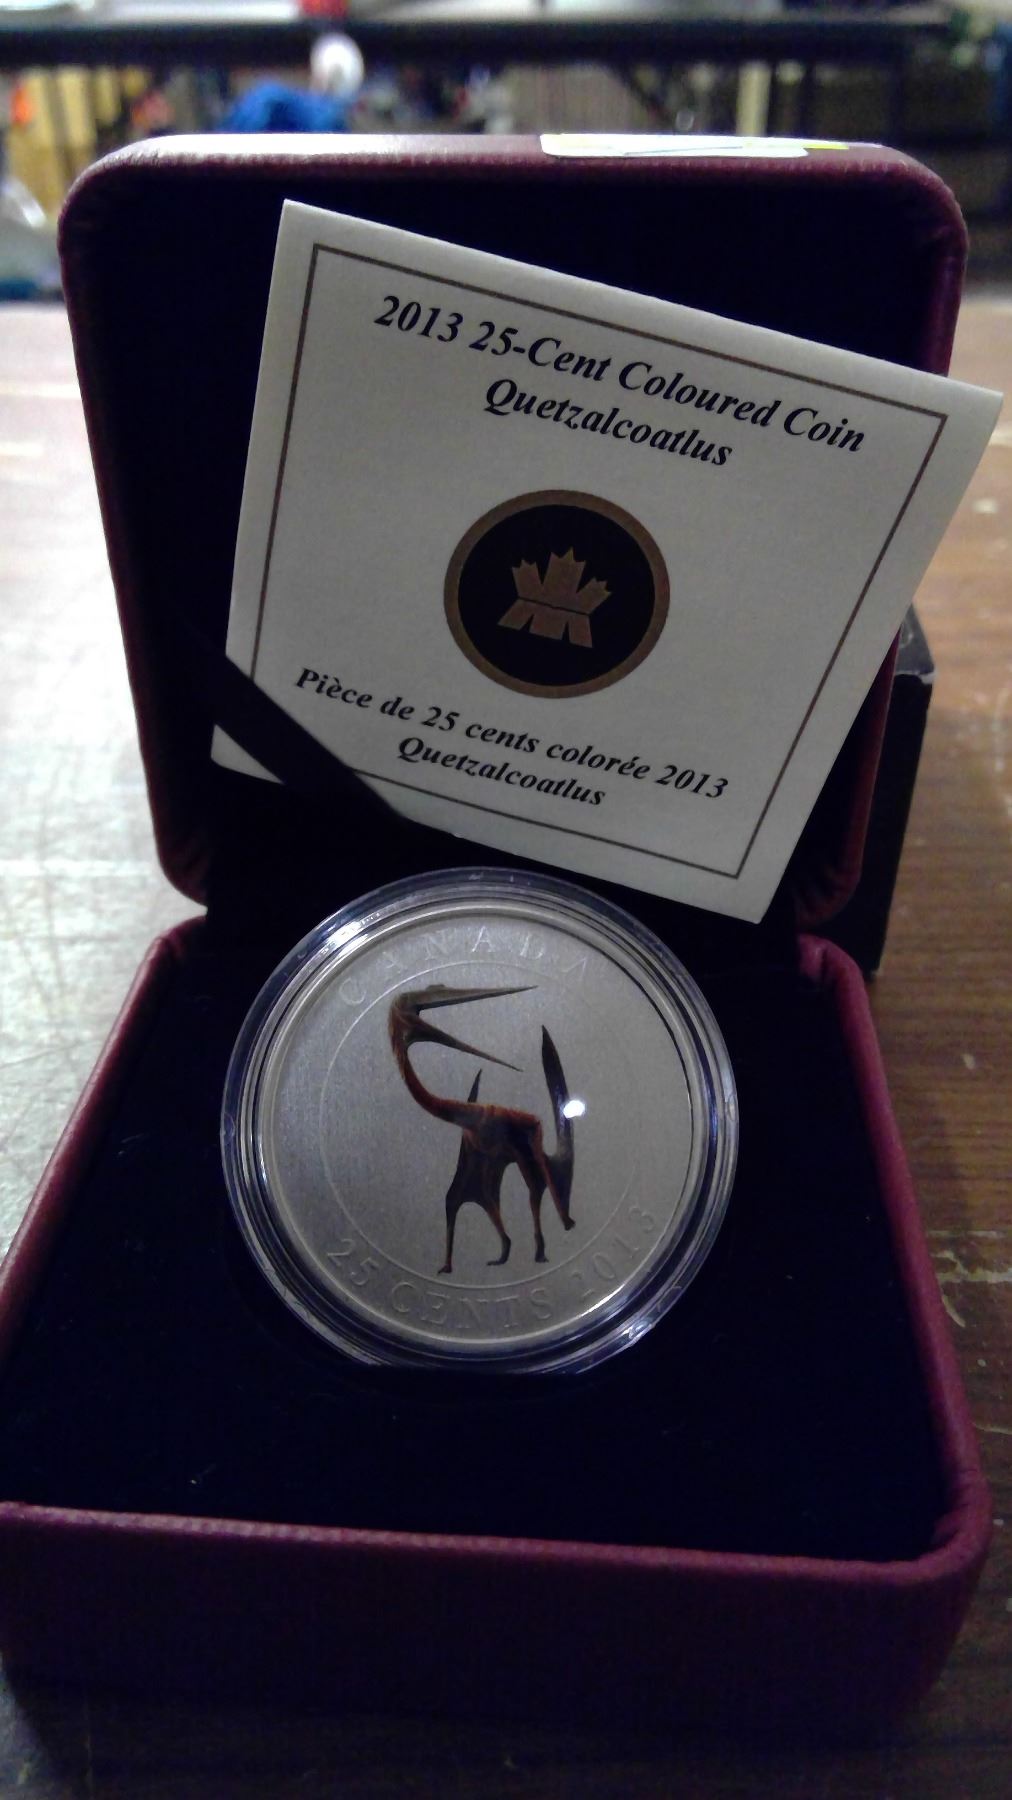 2013 25-Cent Coloured Coin
Quetzalcoatlus
Pièce de 25 cents colorée 2013
Quetzalcoatlus
CANADA
25 CENTS 2013